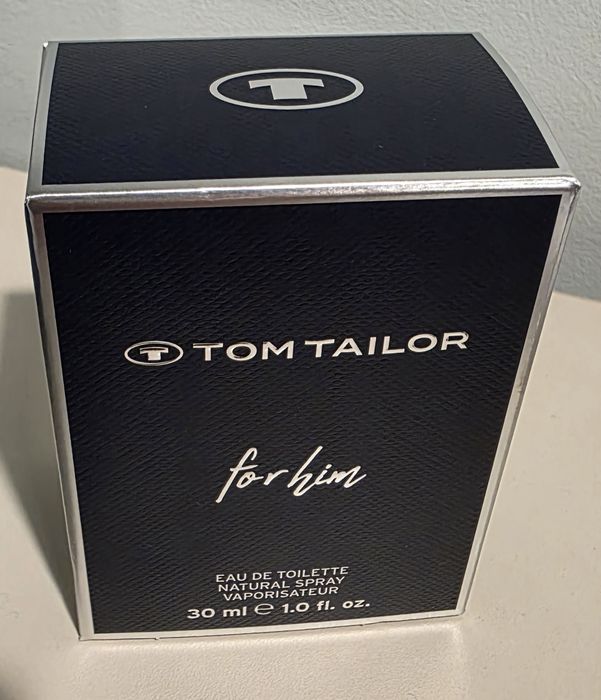 T
T TOM TAILOR
for him
EAU DE TOILETTE
NATURAL SPRAY
VAPORISATEUR
30 ml ℮ 1.0 fl. oz.